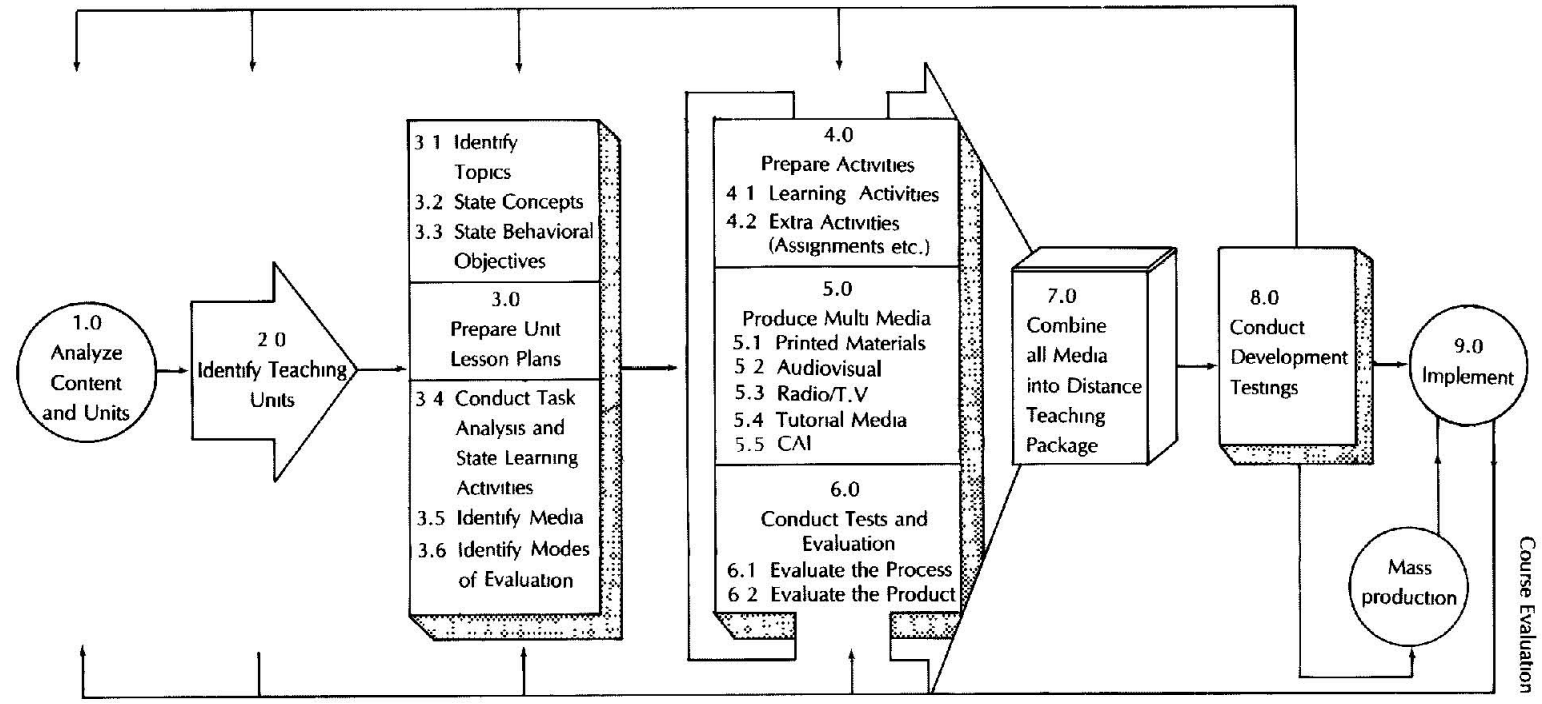 1.0
Analyze
Content
and Units
2 0
Identify Teaching
Units
3 1 Identify
Topics
3.2 State Concepts
3.3 State Behavioral
Objectives
3.0
Prepare Unit
Lesson Plans
3 4 Conduct Task
Analysis and
State Learning
Activities
3.5 Identify Media
3.6 Identify Modes
of Evaluation
4.0
Prepare Activities
4 1 Learning Activities
4.2 Extra Activities
(Assignments etc.)
5.0
Produce Multi Media
5.1 Printed Materials
5 2 Audiovisual
5.3 Radio/T.V
5.4 Tutorial Media
5.5 CAI
6.0
Conduct Tests and
Evaluation
6.1 Evaluate the Process
6 2 Evaluate the Product
7.0
Combine
all Media
into Distance
Teaching
Package
8.0
Conduct
Development
Testings
9.0
Implement
Mass
production
Course Evaluation